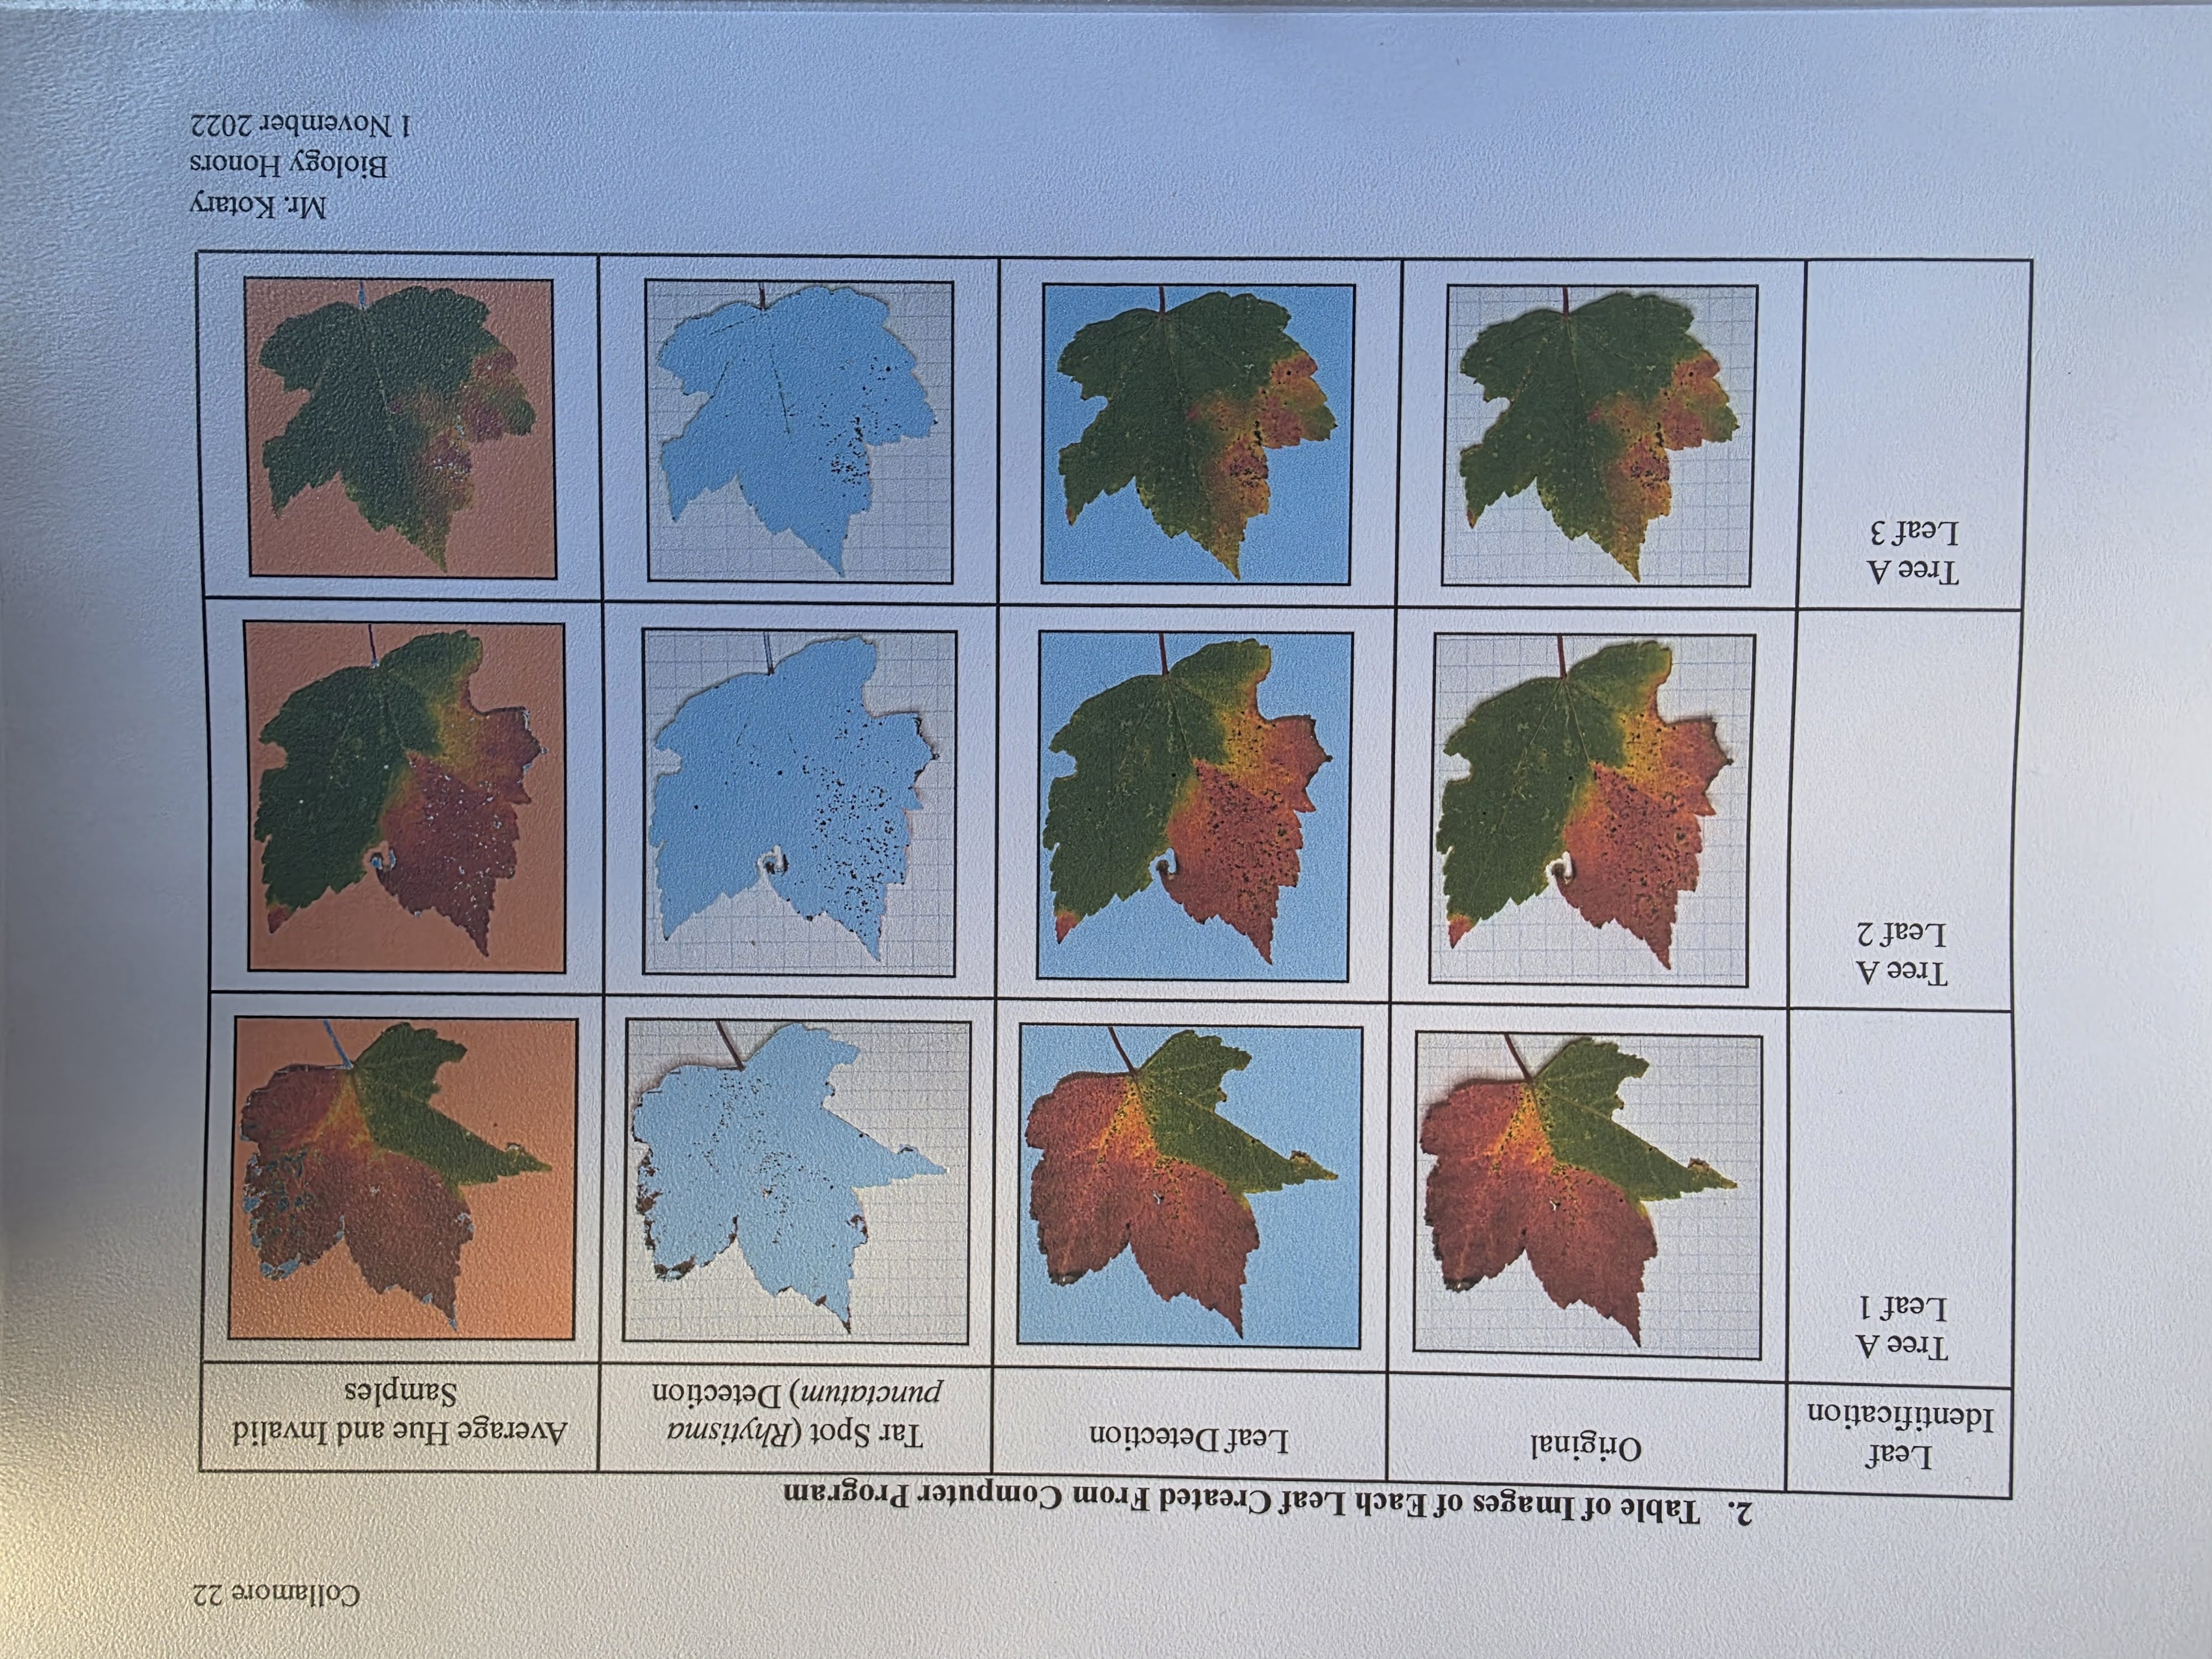 Collamore 22
2. Table of Images of Each Leaf Created From Computer Program
Leaf
Identification
Original
Leaf Detection
Tar Spot (Rhytisma
punctatum) Detection
Average Hue and Invalid
Samples
Tree A
Leaf 1
Tree A
Leaf 2
Tree A
Leaf 3
Mr. Kotary
Biology Honors
1 November 2022